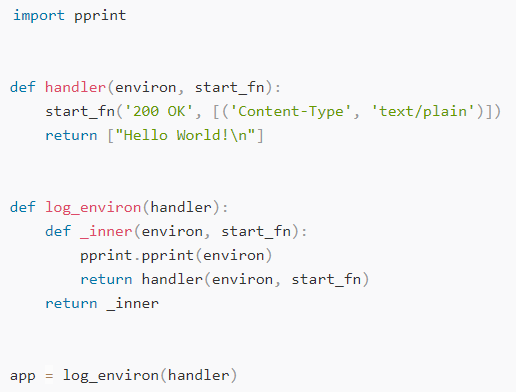 import pprint
def handler(environ, start_fn):
    start_fn('200 OK', [('Content-Type', 'text/plain')])
    return ["Hello World!\n"]
def log_environ(handler):
    def _inner(environ, start_fn):
        pprint.pprint(environ)
        return handler(environ, start_fn)
    return _inner
app = log_environ(handler)